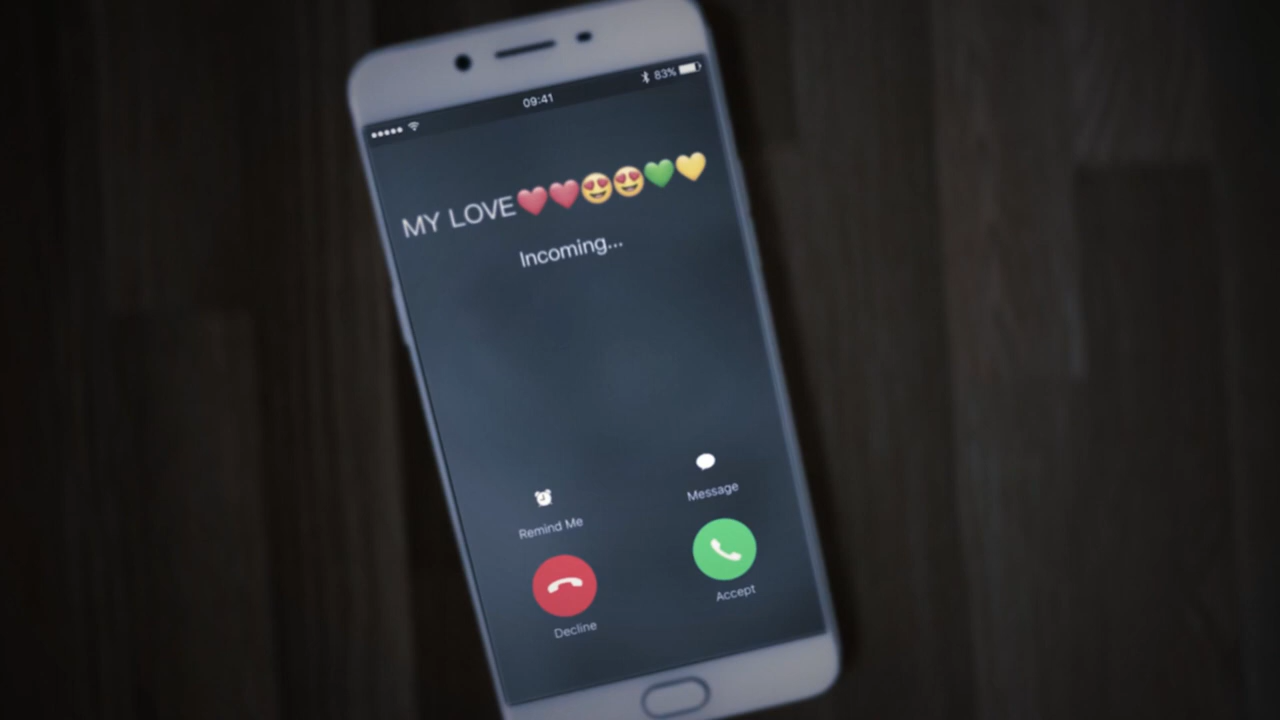 09:41
83%
MY LOVE❤️❤️😍😍💚💛
Incoming...
Remind Me
Message
Decline
Accept